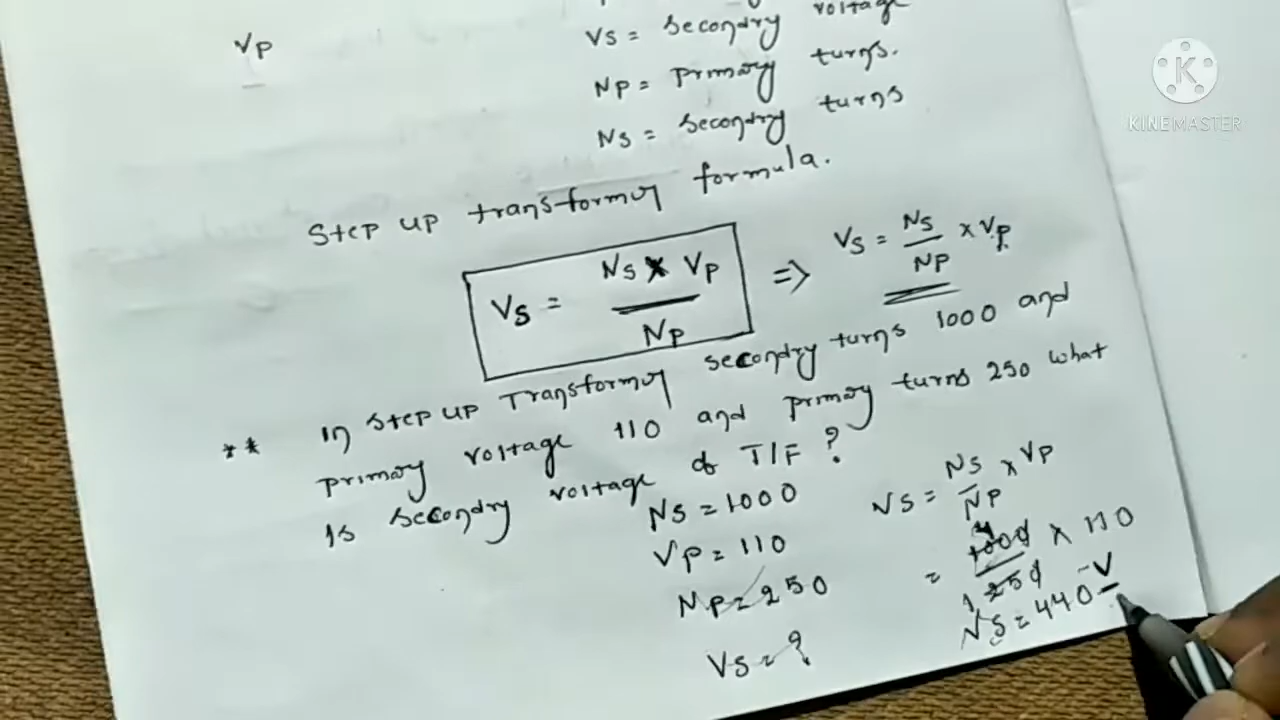 Vp
Vs = secondry voltage
Np = primary turns.
Ns = secondry turns
Step up transformer formula.
Vs = Ns x Vp / Np => Vs = Ns / Np x Vp
** In step up Transformer secondry turns 1000 and
primary voltage 110 and primary turns 250 what
is secondry voltage of T/F ?
Ns = 1000
Vp = 110
Np = 250
Vs = ?
Vs = Ns / Np x Vp
= 1000 / 250 x 110
Vs = 440 V
K
KINEMASTER